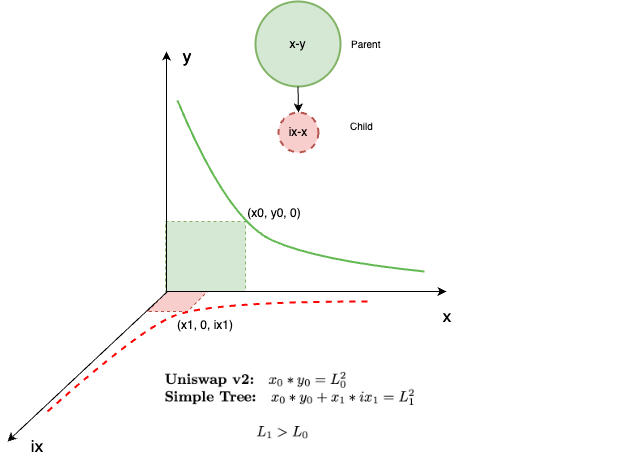 x-y
Parent
y
ix-x
Child
(x0, y0, 0)
x
(x1, 0, ix1)
Uniswap v2: $x_0 * y_0 = L_0^2$
Simple Tree: $x_0 * y_0 + x_1 * ix_1 = L_1^2$
$L_1 > L_0$
ix